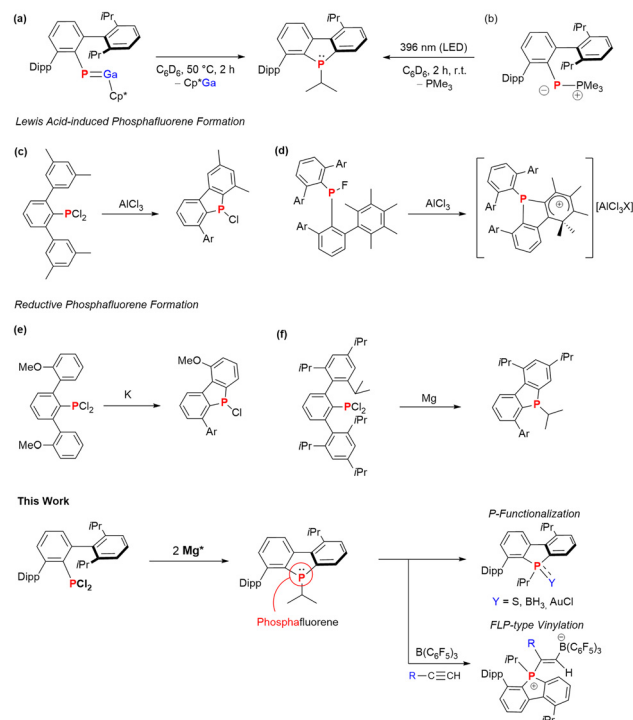 (a)
iPr
iPr
Dipp
P=Ga
Cp*
C6D6, 50 °C, 2 h
– Cp*Ga
iPr
Dipp
P
396 nm (LED)
C6D6, 2 h, r.t.
– PMe3
(b)
iPr
iPr
Dipp
P–PMe3
⊖
⊕
Lewis Acid-induced Phosphafluorene Formation
(c)
PCl2
AlCl3
P
Cl
Ar
(d)
Ar
P
F
Ar
Ar
AlCl3
Ar
P
Ar
Ar
⊕
[AlCl3X]
Reductive Phosphafluorene Formation
(e)
MeO
PCl2
MeO
K
MeO
P
Cl
Ar
(f)
iPr
iPr
PCl2
iPr
iPr
Mg
iPr
iPr
P
Ar
This Work
iPr
iPr
Dipp
PCl2
2 Mg*
iPr
Dipp
P
Phosphafluorene
P-Functionalization
iPr
Dipp
P
iPr
Y
Y = S, BH3, AuCl
FLP-type Vinylation
B(C6F5)3
R–C≡CH
⊖
R
B(C6F5)3
iPr
H
Dipp
P
⊕
iPr